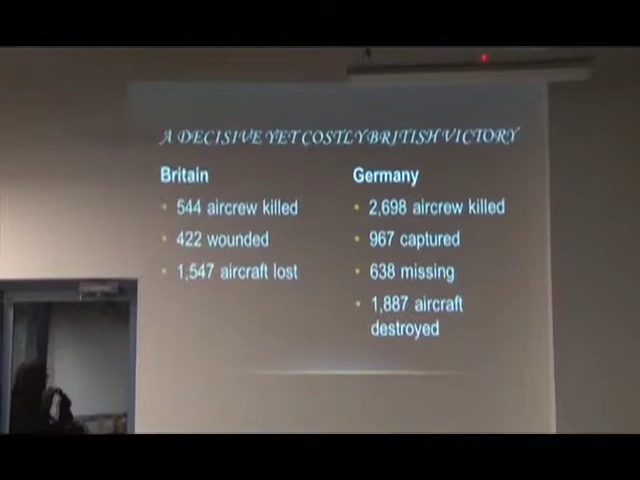 A DECISIVE YET COSTLY BRITISH VICTORY
Britain
• 544 aircrew killed
• 422 wounded
• 1,547 aircraft lost
Germany
• 2,698 aircrew killed
• 967 captured
• 638 missing
• 1,887 aircraft
destroyed